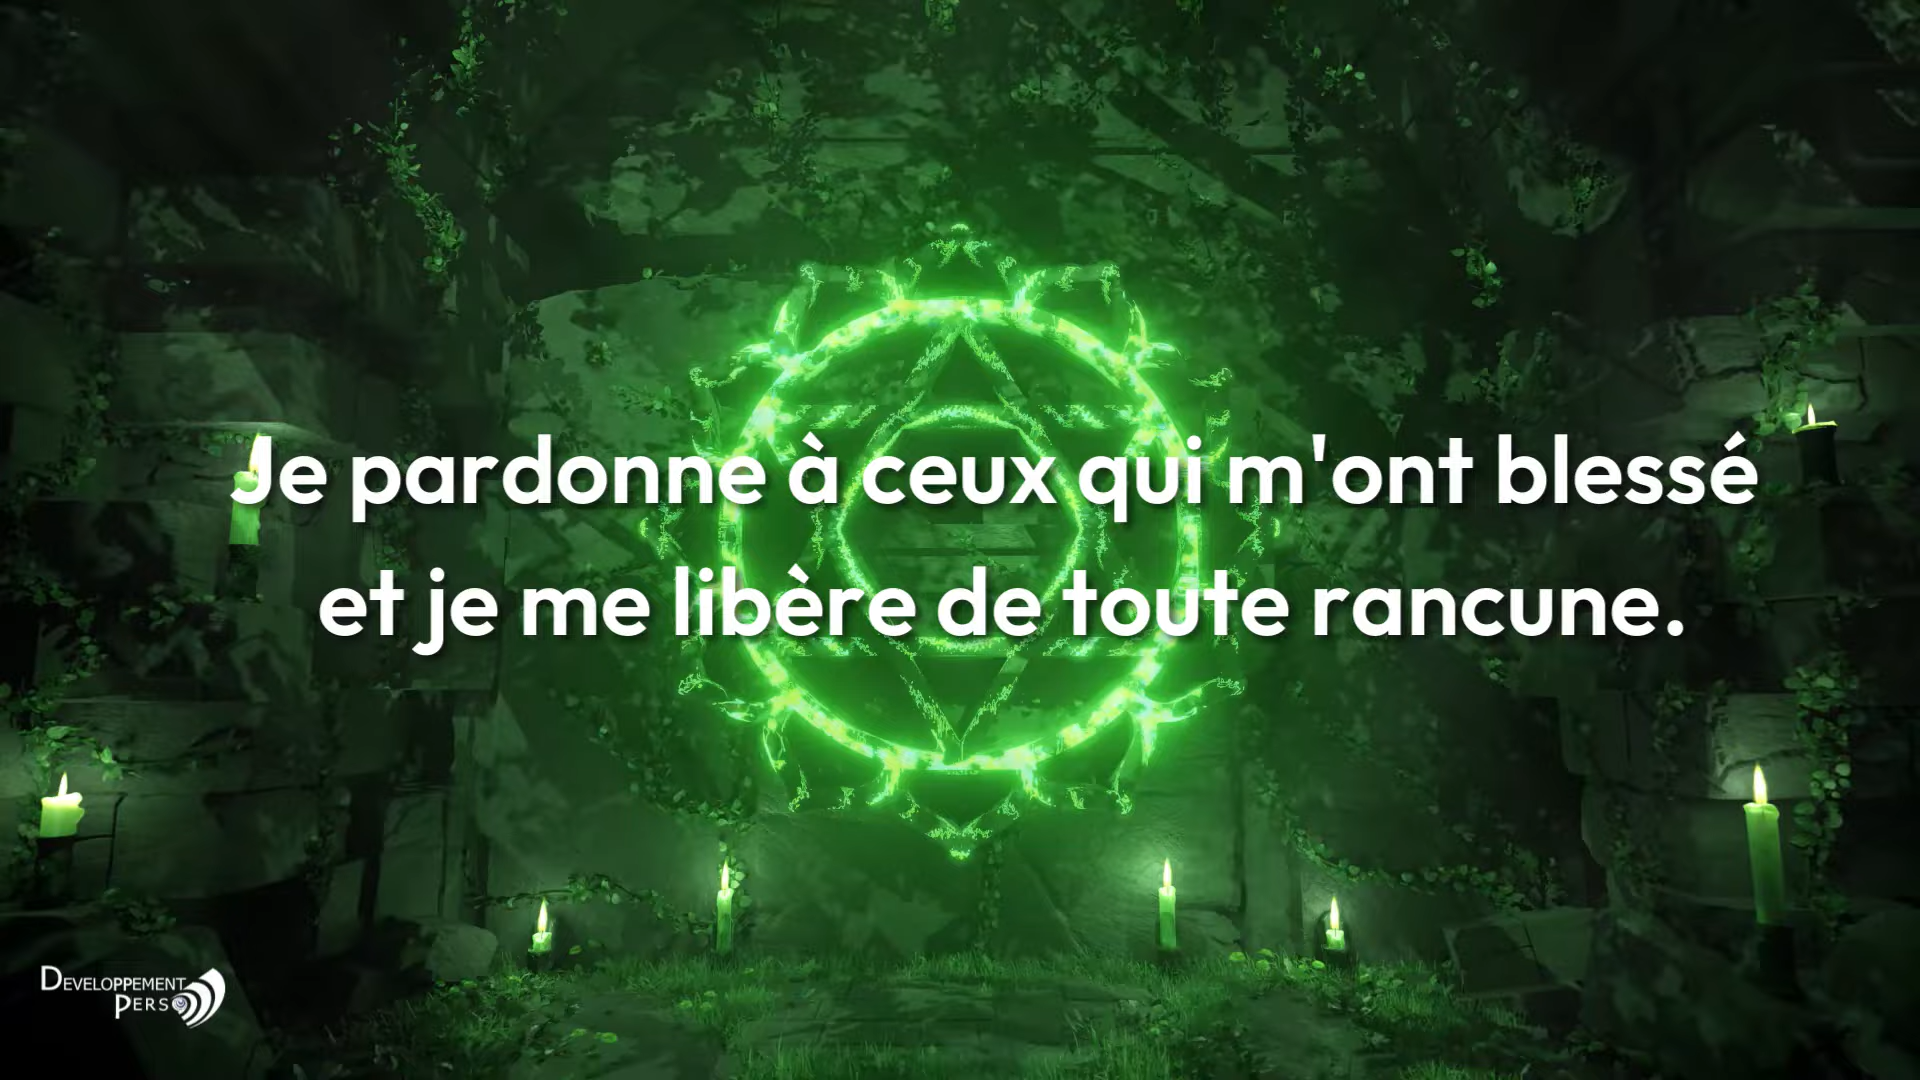 Je pardonne à ceux qui m'ont blessé
et je me libère de toute rancune.
DEVELOPPEMENT
PERSO